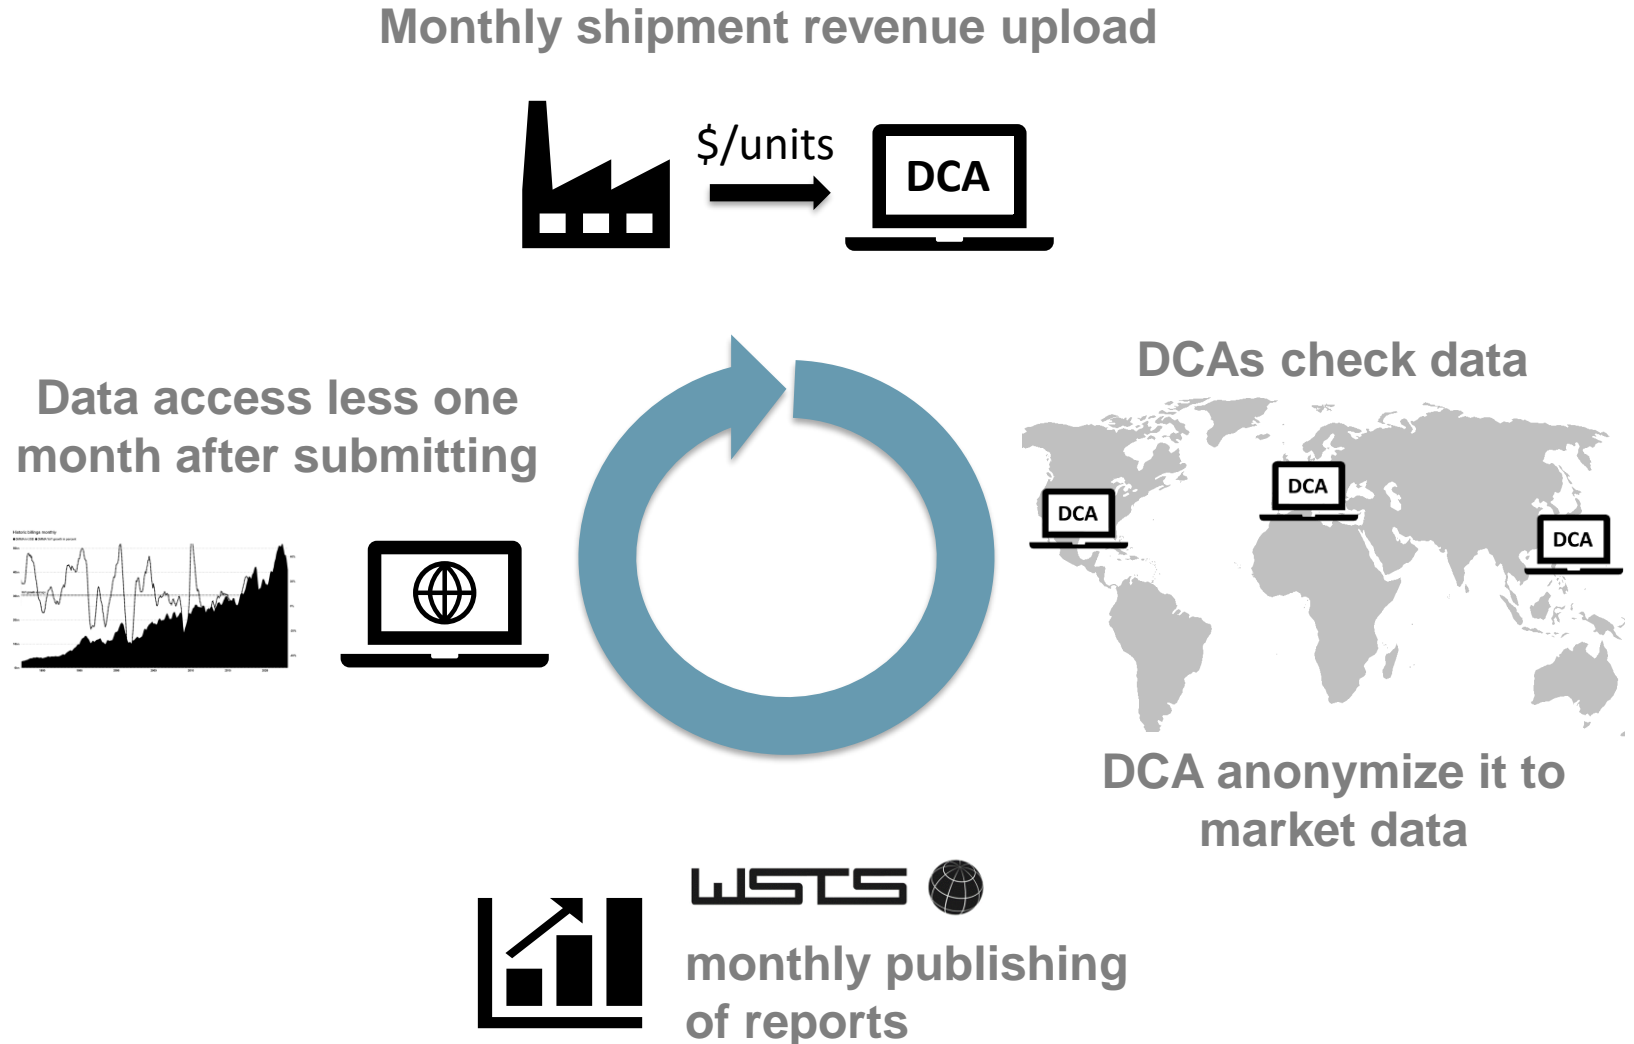 Monthly shipment revenue upload
$/units
DCA
DCAs check data
DCA
DCA
DCA
DCA anonymize it to
market data
WSTS
monthly publishing
of reports
Data access less one
month after submitting